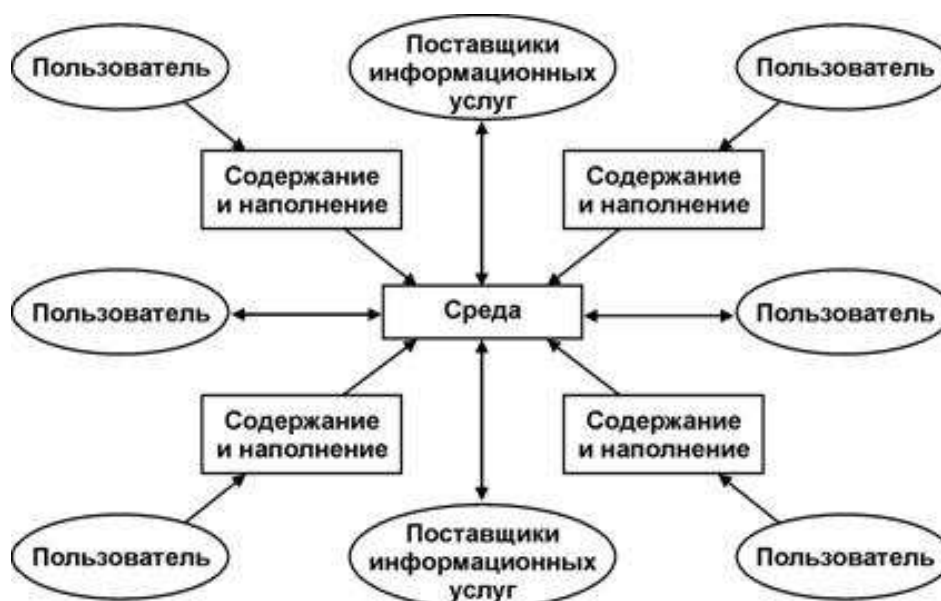 Пользователь
Поставщики
информационных
услуг
Пользователь
Содержание
и наполнение
Содержание
и наполнение
Пользователь
Среда
Пользователь
Содержание
и наполнение
Содержание
и наполнение
Пользователь
Поставщики
информационных
услуг
Пользователь